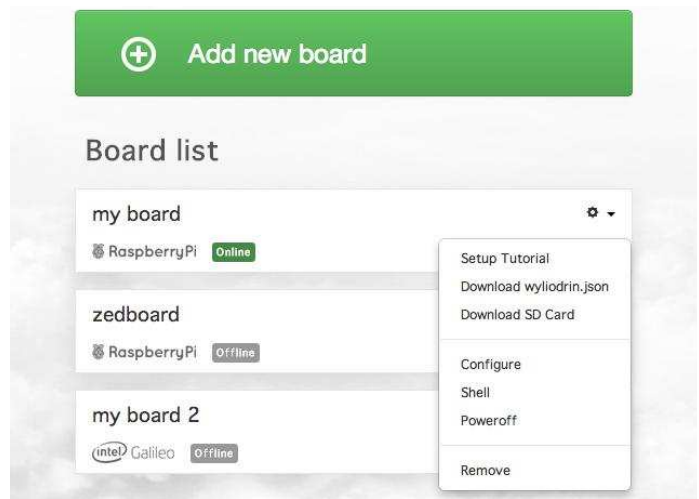 Add new board
Board list
my board
RaspberryPi Online
Setup Tutorial
Download wyliodrin.json
Download SD Card
zedboard
RaspberryPi Offline
Configure
Shell
Poweroff
my board 2
intel Galileo Offline
Remove